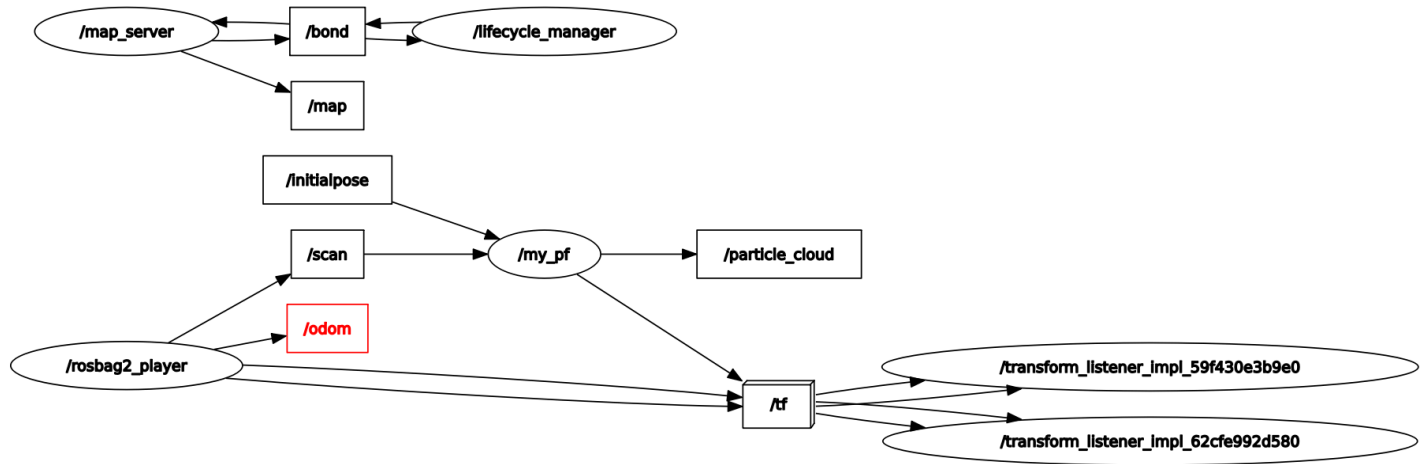 /map_server
/bond
/lifecycle_manager
/map
/initialpose
/scan
/my_pf
/particle_cloud
/odom
/rosbag2_player
/tf
/transform_listener_impl_59f430e3b9e0
/transform_listener_impl_62cfe992d580